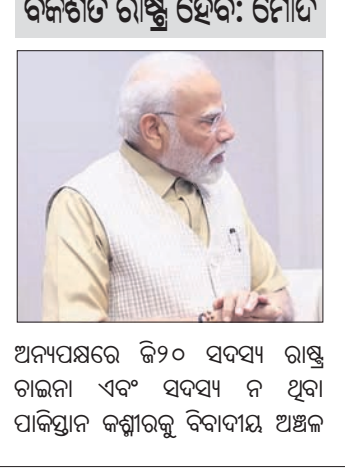 ବିକଶିତ ରାଷ୍ଟ୍ର ହେବ: ମୋଦି
ଅନ୍ୟପକ୍ଷରେ ଜି୨୦ ସଦସ୍ୟ ରାଷ୍ଟ୍ର
ଚାଇନା ଏବଂ ସଦସ୍ୟ ନ ଥିବା
ପାକିସ୍ତାନ କଶ୍ମୀରକୁ ବିବାଦୀୟ ଅଞ୍ଚଳ